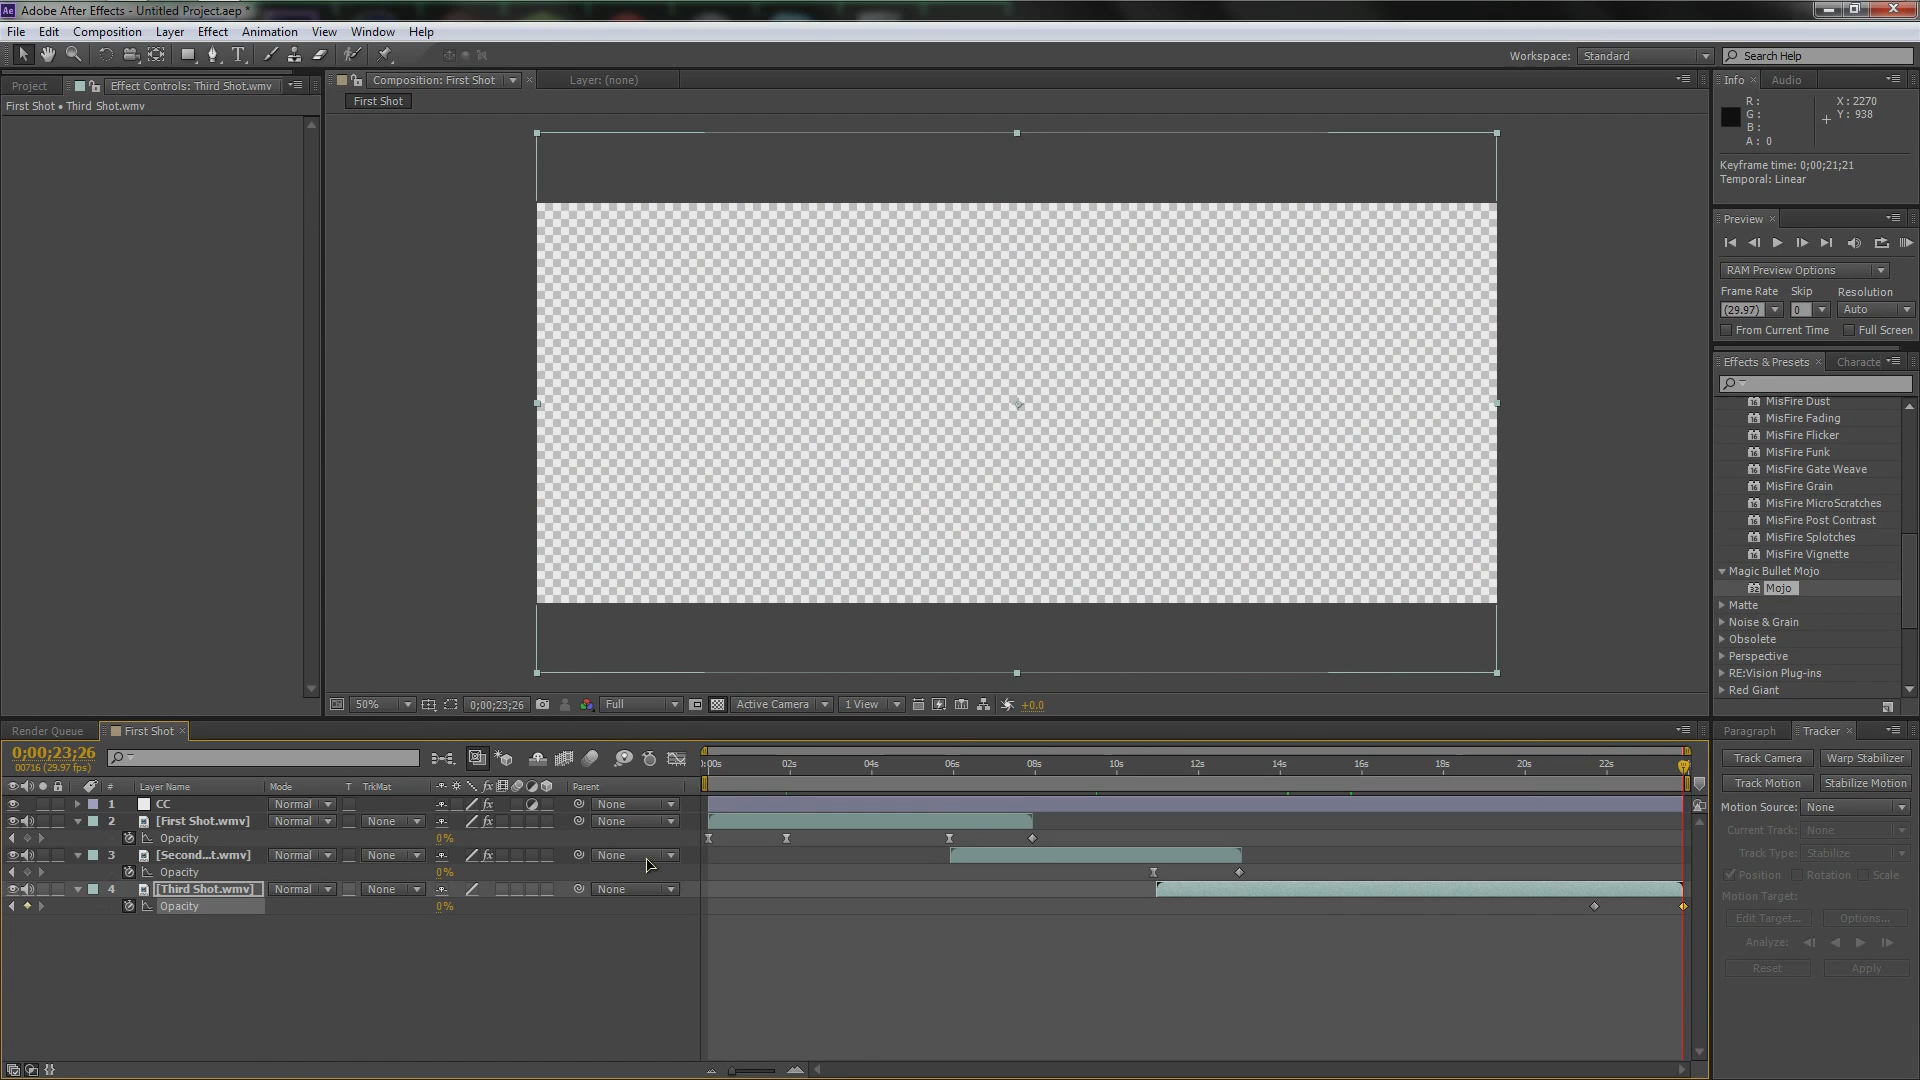 Adobe After Effects - Untitled Project.aep *
File Edit Composition Layer Effect Animation View Window Help
Workspace: Standard Search Help
Project Effect Controls: Third Shot.wmv
First Shot • Third Shot.wmv
Composition: First Shot Layer: (none)
First Shot
Info Audio
R: X: 2270
G: Y: 938
B:
A: 0
Keyframe time: 0;00;21;21
Temporal: Linear
Preview
RAM Preview Options
Frame Rate Skip Resolution
(29.97) 0 Auto
From Current Time Full Screen
Effects & Presets Characte
MisFire Dust
MisFire Fading
MisFire Flicker
MisFire Funk
MisFire Gate Weave
MisFire Grain
MisFire MicroScratches
MisFire Post Contrast
MisFire Splotches
MisFire Vignette
Magic Bullet Mojo
Mojo
Matte
Noise & Grain
Obsolete
Perspective
RE:Vision Plug-ins
Red Giant
50% 0;00;23;26 Full Active Camera 1 View +0.0
Render Queue First Shot
0;00;23;26
00716 (29.97 fps)
:00s 02s 04s 06s 08s 10s 12s 14s 16s 18s 20s 22s
# Layer Name Mode T TrkMat Parent
1 CC Normal None
2 [First Shot.wmv] Normal None None
Opacity 0%
3 [Second...t.wmv] Normal None None
Opacity 0%
4 [Third Shot.wmv] Normal None None
Opacity 0%
Paragraph Tracker
Track Camera Warp Stabilizer
Track Motion Stabilize Motion
Motion Source: None
Current Track: None
Track Type: Stabilize
Position Rotation Scale
Motion Target:
Edit Target... Options...
Analyze:
Reset Apply